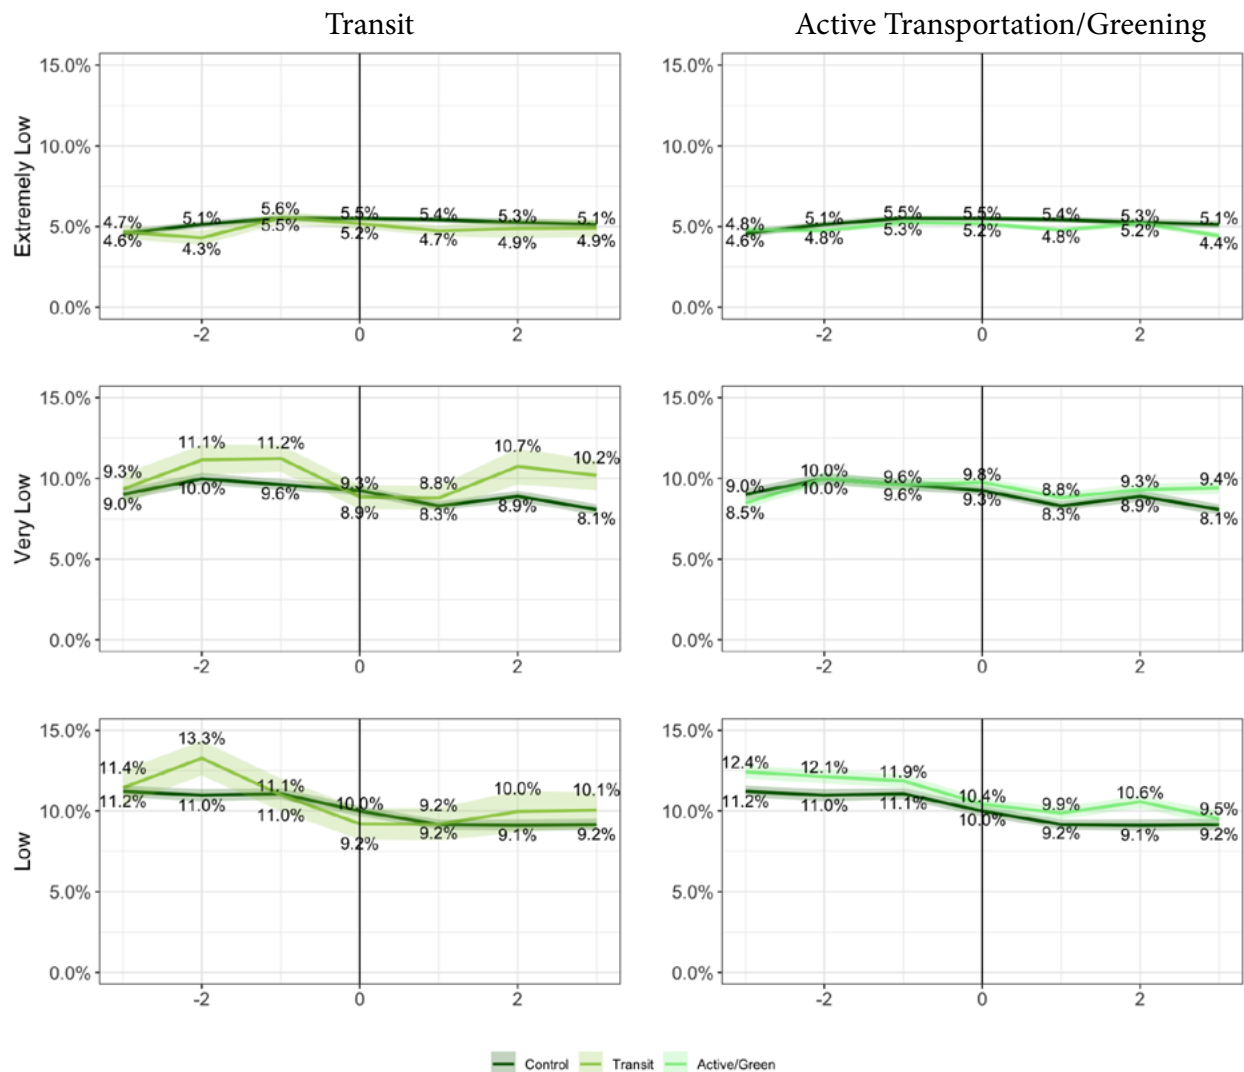 Transit
Active Transportation/Greening
Extremely Low
15.0% 10.0% 5.0% 0.0%
4.7% 5.1% 5.6% 5.5% 5.4% 5.3% 5.1%
4.6% 4.3% 5.5% 5.2% 4.7% 4.9% 4.9%
-2 0 2
15.0% 10.0% 5.0% 0.0%
4.8% 5.1% 5.5% 5.5% 5.4% 5.3% 5.1%
4.6% 4.8% 5.3% 5.2% 4.8% 5.2% 4.4%
-2 0 2
Very Low
15.0% 10.0% 5.0% 0.0%
9.3% 11.1% 11.2% 9.3% 8.8% 10.7% 10.2%
9.0% 10.0% 9.6% 8.9% 8.3% 8.9% 8.1%
-2 0 2
15.0% 10.0% 5.0% 0.0%
9.0% 10.0% 9.6% 9.8% 8.8% 9.3% 9.4%
8.5% 10.0% 9.6% 9.3% 8.3% 8.9% 8.1%
-2 0 2
Low
15.0% 10.0% 5.0% 0.0%
11.4% 13.3% 11.1% 10.0% 9.2% 10.0% 10.1%
11.2% 11.0% 11.0% 9.2% 9.2% 9.1% 9.2%
-2 0 2
15.0% 10.0% 5.0% 0.0%
12.4% 12.1% 11.9% 10.4% 9.9% 10.6% 9.5%
11.2% 11.0% 11.1% 10.0% 9.2% 9.1% 9.2%
-2 0 2
Control Transit Active/Green